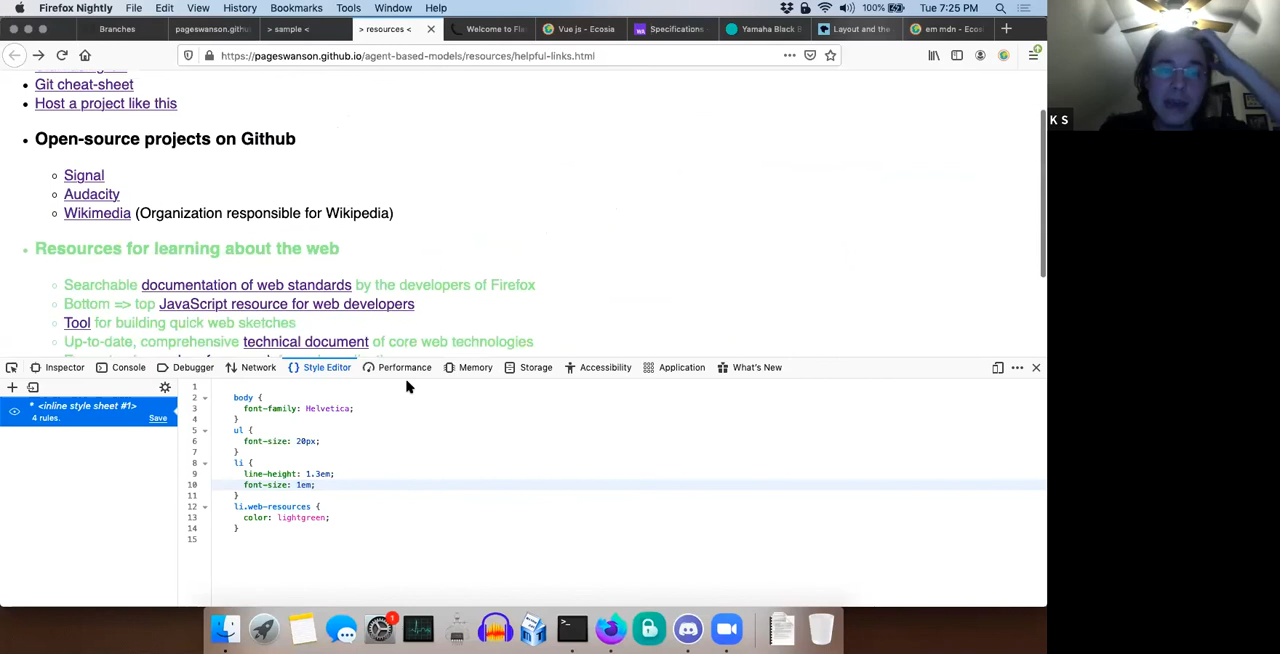 Firefox Nightly File Edit View History Bookmarks Tools Window Help 100% Tue 7:25 PM
Branches pageswanson.github > sample < > resources < Welcome to Fla Vue js - Ecosia Specifications Yamaha Black B Layout and the em mdn - Ecos
https://pageswanson.github.io/agent-based-models/resources/helpful-links.html
K S
Git cheat-sheet
Host a project like this
Open-source projects on Github
Signal
Audacity
Wikimedia (Organization responsible for Wikipedia)
Resources for learning about the web
Searchable documentation of web standards by the developers of Firefox
Bottom => top JavaScript resource for web developers
Tool for building quick web sketches
Up-to-date, comprehensive technical document of core web technologies
Inspector Console Debugger Network Style Editor Performance Memory Storage Accessibility Application What's New
* <inline style sheet #1>
4 rules. Save
1
2 body {
3 font-family: Helvetica;
4 }
5 ul {
6 font-size: 20px;
7 }
8 li {
9 line-height: 1.3em;
10 font-size: 1em;
11 }
12 li.web-resources {
13 color: lightgreen;
14 }
15
1